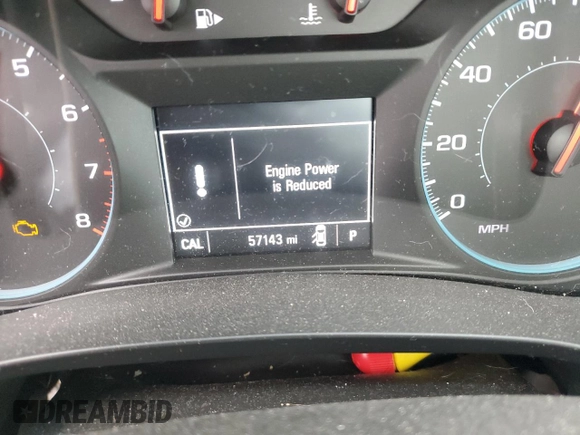 5
6
7
8
Engine Power
is Reduced
CAL 57143 mi P
60
40
20
0
MPH
DREAMBID